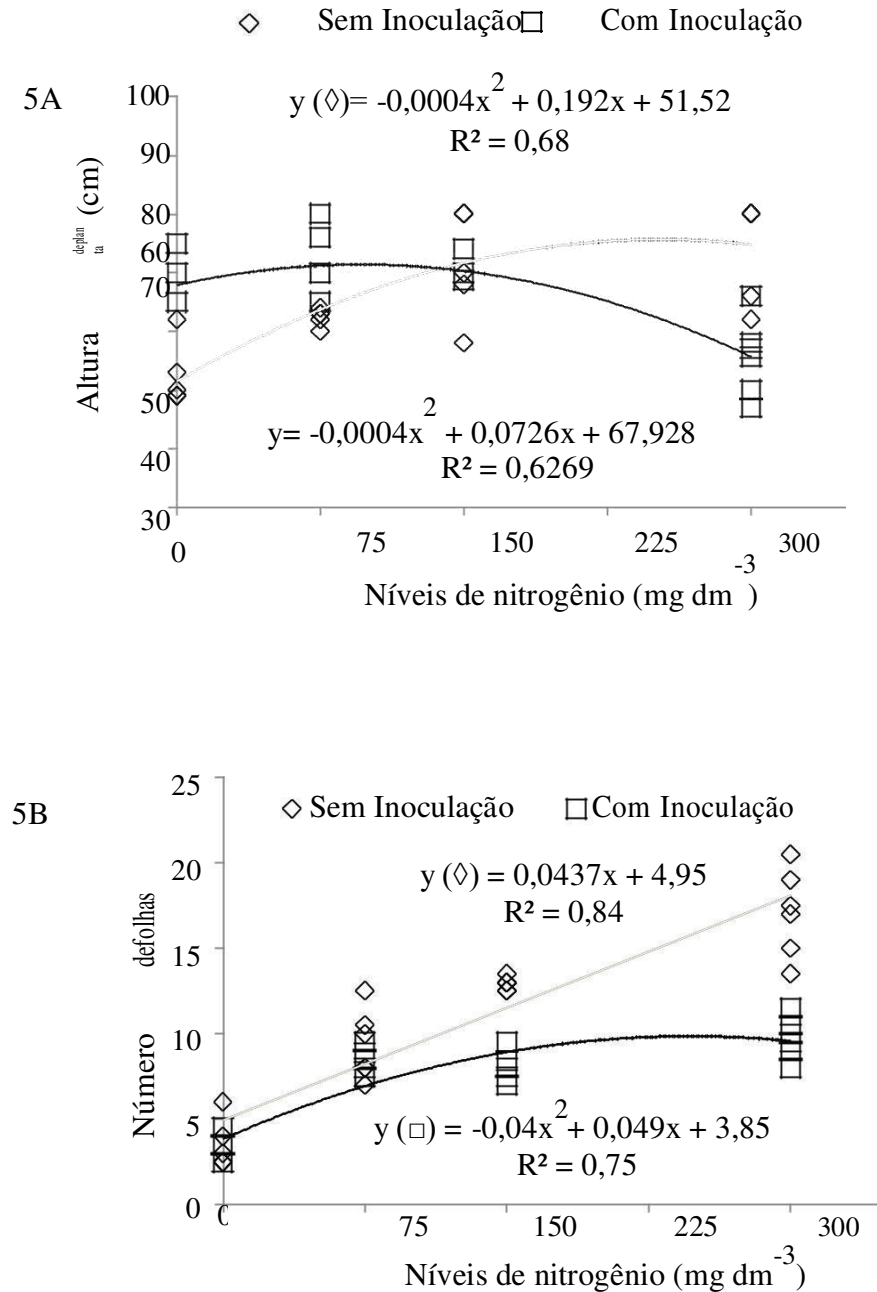 ◊ Sem Inoculação □ Com Inoculação
5A
y (◊)= -0,0004x² + 0,192x + 51,52
R² = 0,68
100
90
80
60
70
50
40
30
Altura deplan ta (cm)
y= -0,0004x² + 0,0726x + 67,928
R² = 0,6269
0 75 150 225 300
Níveis de nitrogênio (mg dm⁻³)
5B
◊ Sem Inoculação □ Com Inoculação
y (◊) = 0,0437x + 4,95
R² = 0,84
25
20
15
10
5
0
Número defolhas
y (□) = -0,04x² + 0,049x + 3,85
R² = 0,75
0 75 150 225 300
Níveis de nitrogênio (mg dm⁻³)